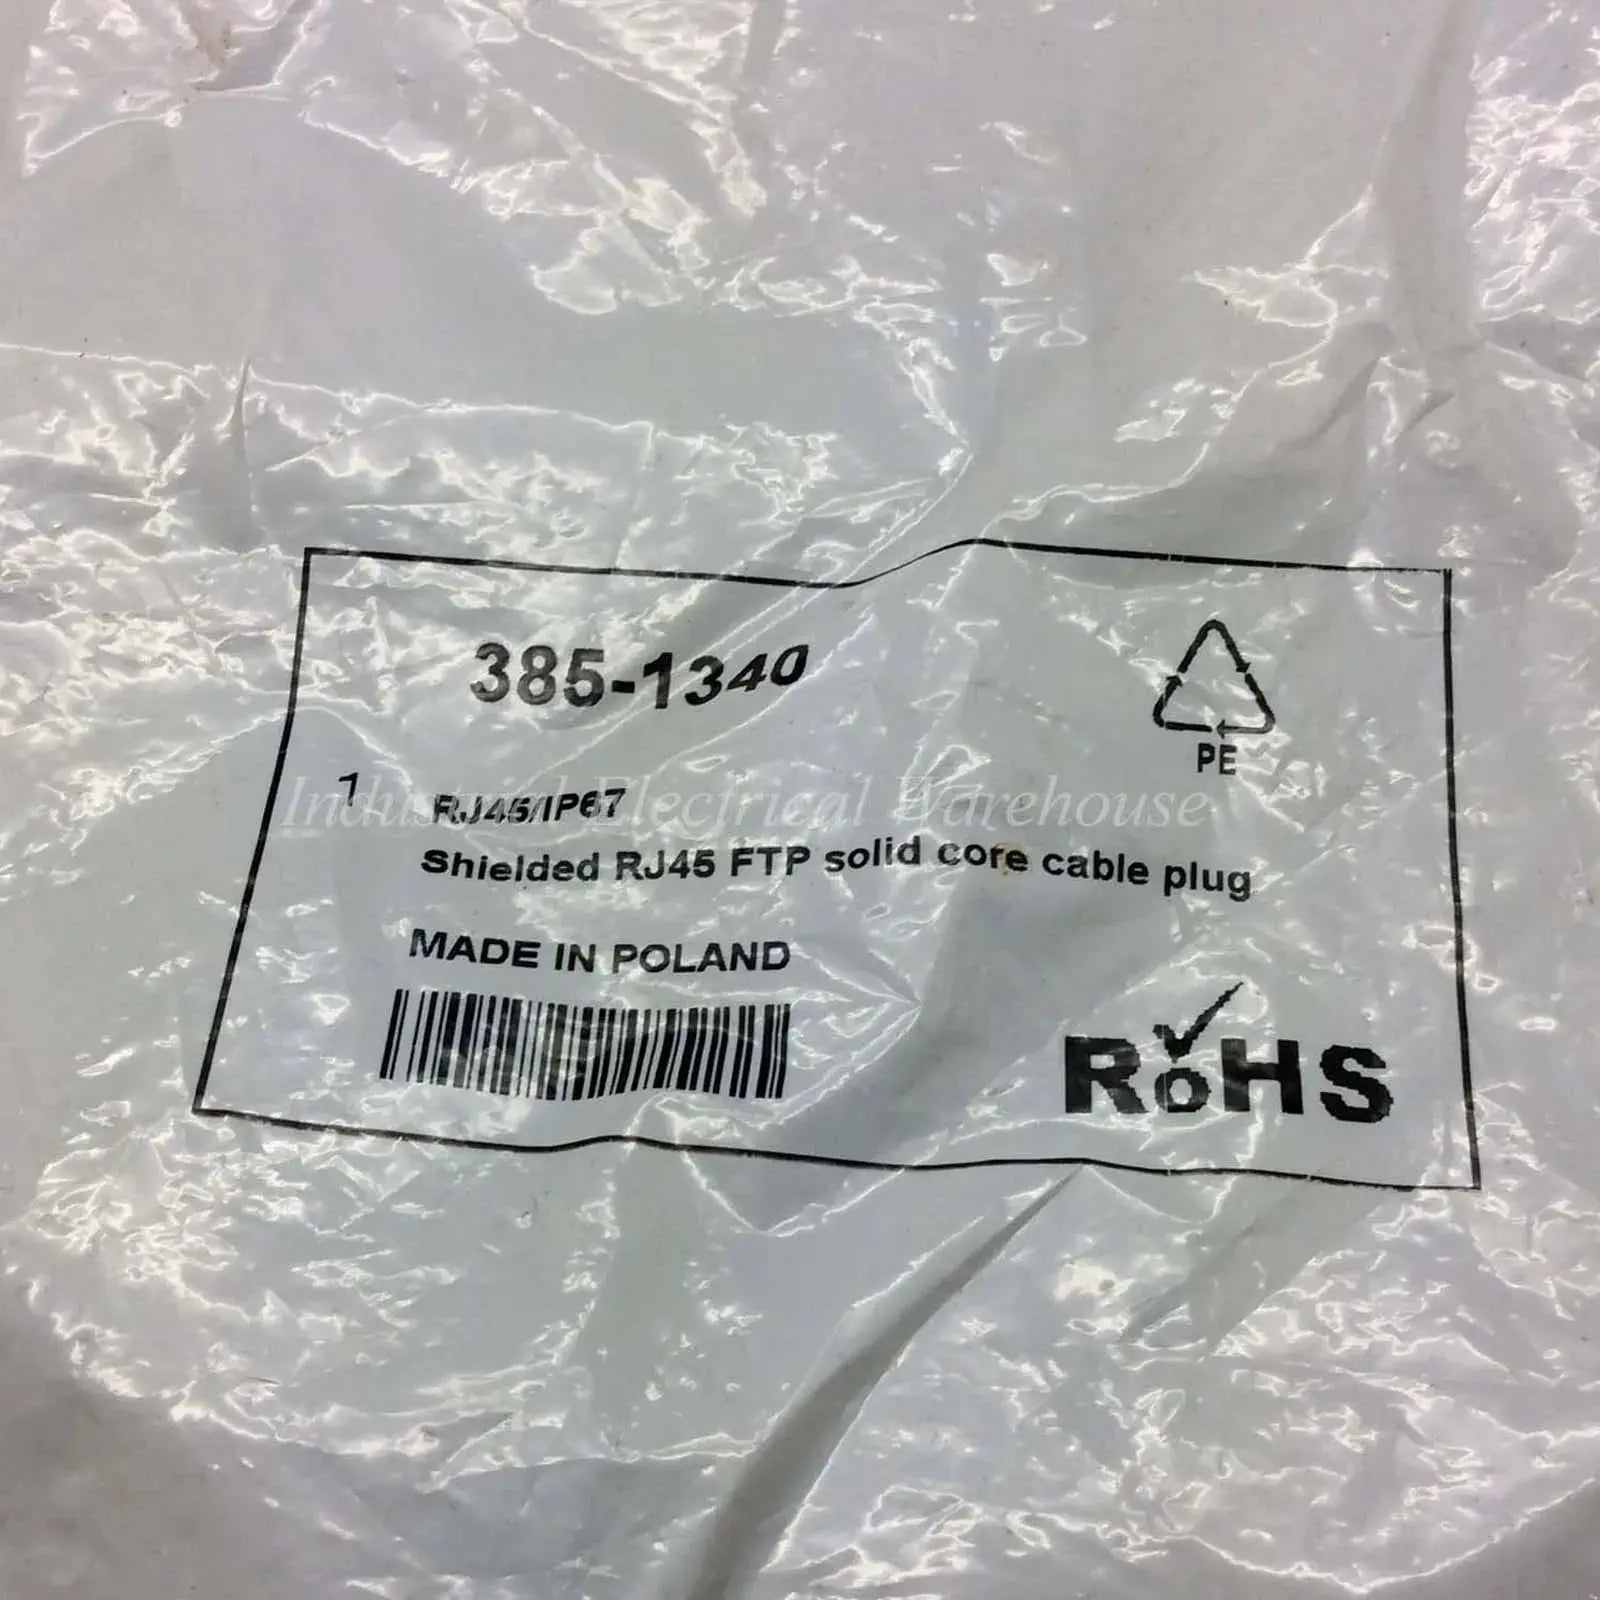 385-1340
PE
1 RJ45/IP67
Industrial Electrical Warehouse
Shielded RJ45 FTP solid core cable plug
MADE IN POLAND
RoHS